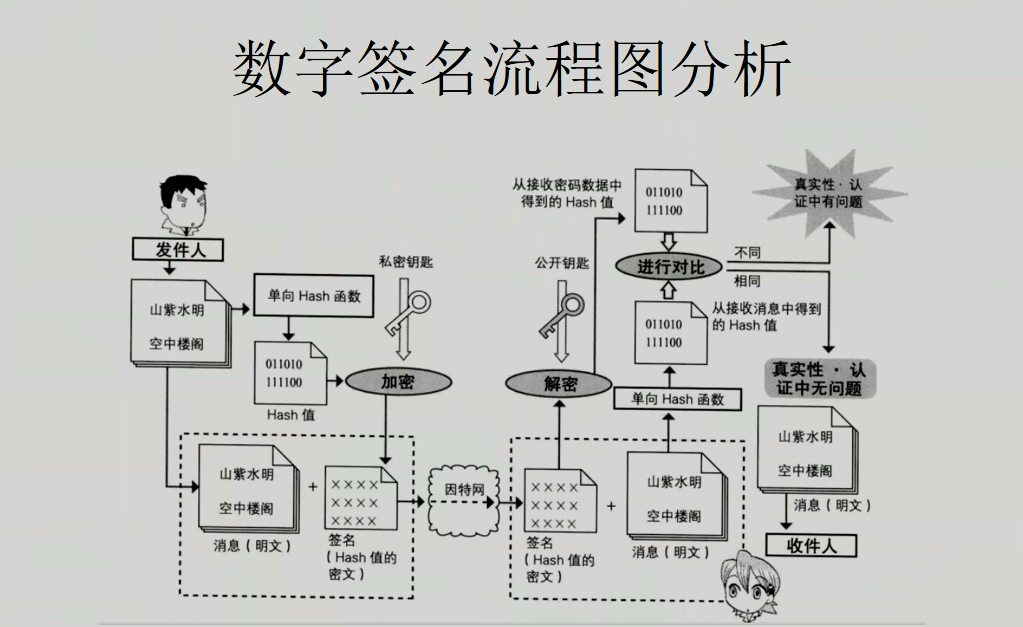 数字签名流程图分析
发件人
山紫水明
空中楼阁
单向 Hash 函数
011010
111100
Hash 值
私密钥匙
加密
山紫水明
空中楼阁
消息（明文）
+
××××
××××
××××
签名
（Hash 值的
密文）
因特网
××××
××××
××××
签名
（Hash 值的
密文）
+
山紫水明
空中楼阁
消息（明文）
公开钥匙
解密
从接收密码数据中
得到的 Hash 值
011010
111100
进行对比
011010
111100
从接收消息中得到
的 Hash 值
单向 Hash 函数
不同
相同
真实性·认
证中有问题
真实性·认
证中无问题
山紫水明
空中楼阁
消息（明文）
收件人